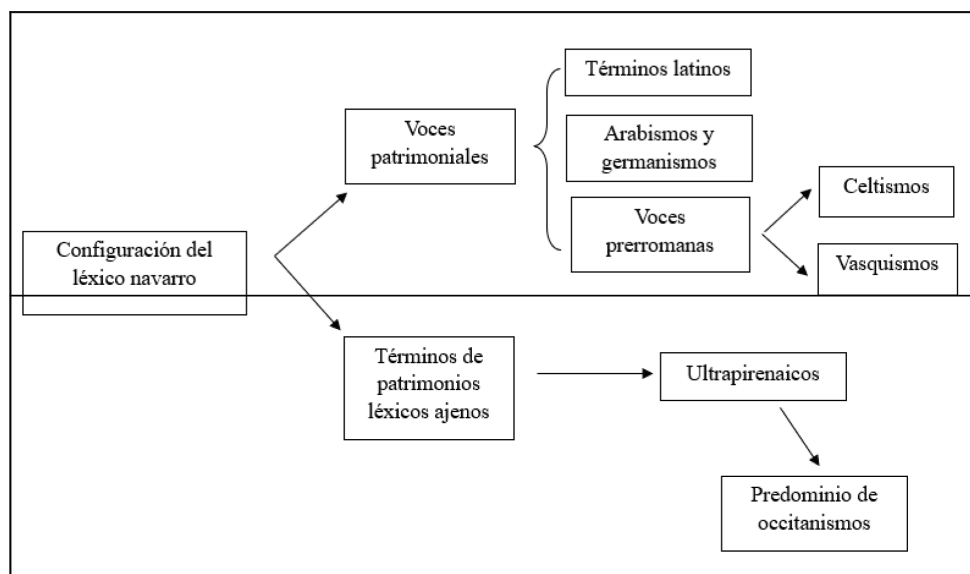 Configuración del
léxico navarro
Voces
patrimoniales
Términos latinos
Arabismos y
germanismos
Voces
prerromanas
Celtismos
Vasquismos
Términos de
patrimonios
léxicos ajenos
Ultrapirenaicos
Predominio de
occitanismos